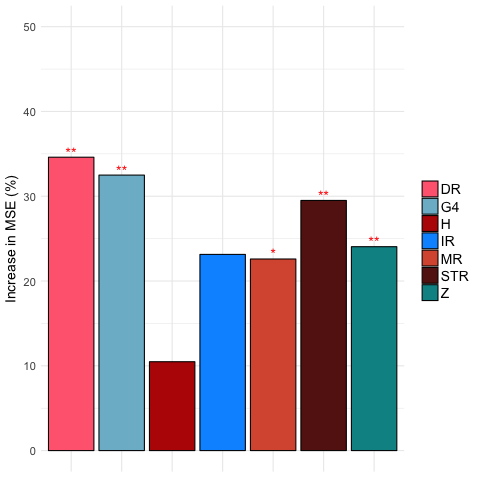 50
40
30
20
10
0
Increase in MSE (%)
**
**
*
**
**
DR
G4
H
IR
MR
STR
Z